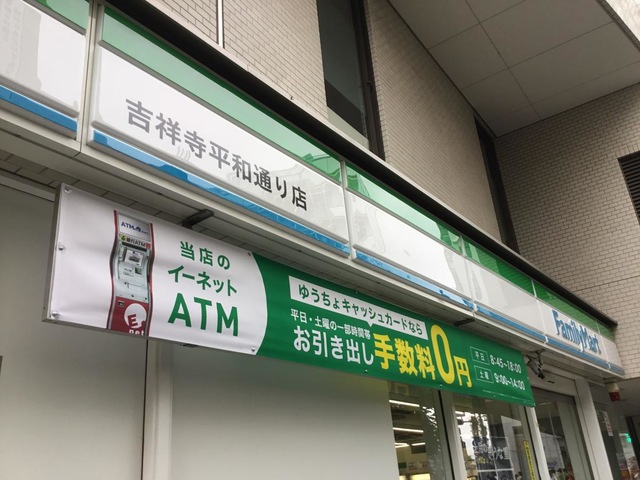 吉祥寺平和通り店
FamilyMart
当店の
イーネット
ATM
ゆうちょキャッシュカードなら
平日・土曜の一部時間帯
お引き出し手数料0円
平日 8:45-18:00
土曜 9:00-14:00